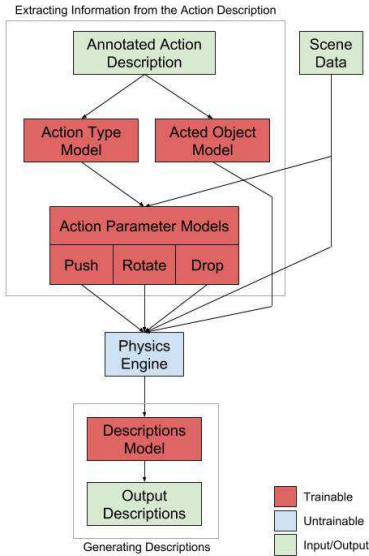 Extracting Information from the Action Description
Annotated Action
Description
Scene
Data
Action Type
Model
Acted Object
Model
Action Parameter Models
Push
Rotate
Drop
Physics
Engine
Descriptions
Model
Output
Descriptions
Generating Descriptions
Trainable
Untrainable
Input/Output